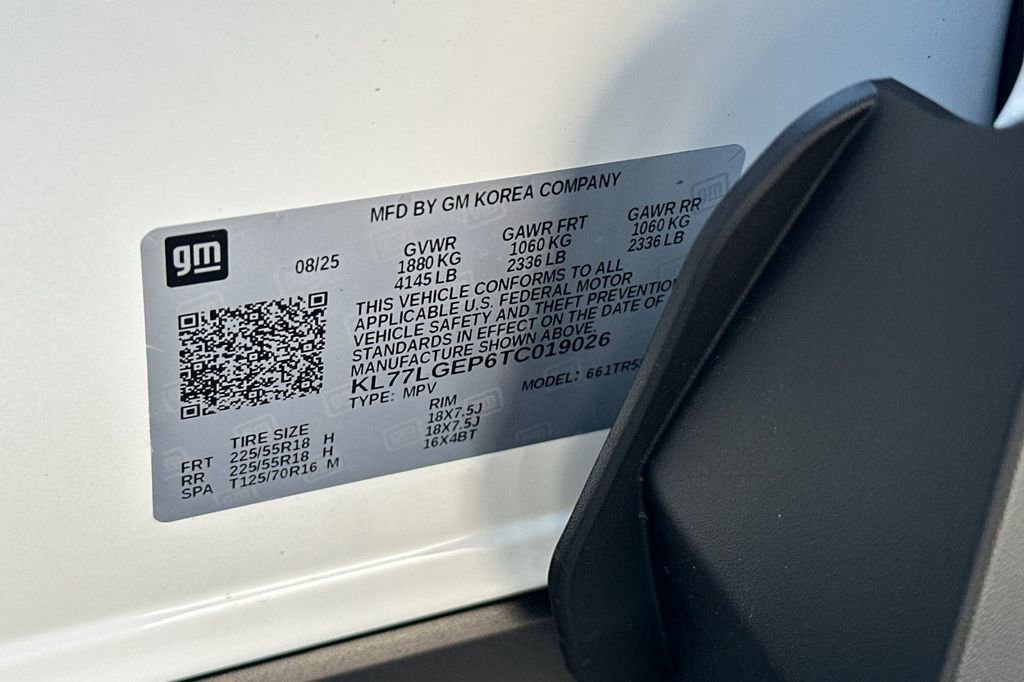 MFD BY GM KOREA COMPANY
gm
08/25
GVWR GAWR FRT GAWR RR
1880 KG 1060 KG 1060 KG
4145 LB 2336 LB 2336 LB
THIS VEHICLE CONFORMS TO ALL
APPLICABLE U.S. FEDERAL MOTOR
VEHICLE SAFETY AND THEFT PREVENTION
STANDARDS IN EFFECT ON THE DATE OF
MANUFACTURE SHOWN ABOVE.
KL77LGEP6TC019026
TYPE: MPV MODEL: 661TR5
TIRE SIZE RIM
FRT 225/55R18 H 18X7.5J
RR 225/55R18 H 18X7.5J
SPA T125/70R16 M 16X4BT